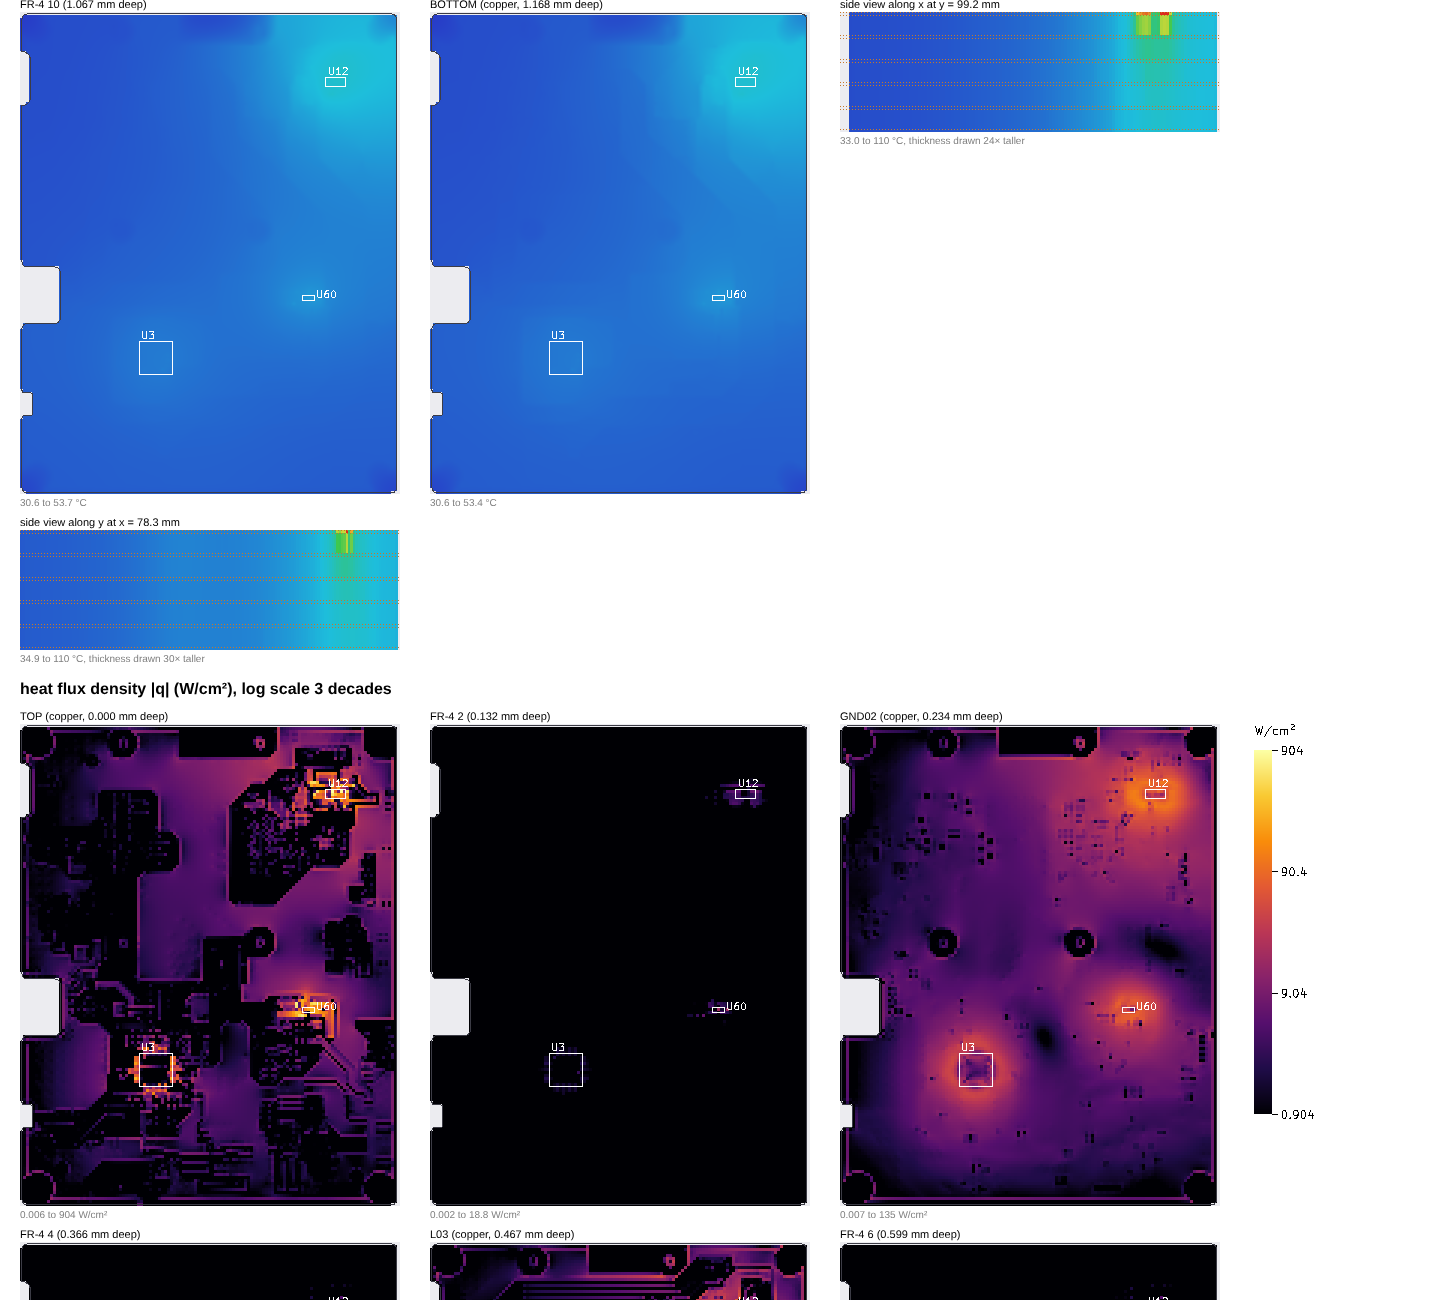 FR-4 10 (1.067 mm deep)
BOTTOM (copper, 1.168 mm deep)
side view along x at y = 99.2 mm
U12
U60
U3
30.6 to 53.7 °C
U12
U60
U3
30.6 to 53.4 °C
33.0 to 110 °C, thickness drawn 24× taller
side view along y at x = 78.3 mm
34.9 to 110 °C, thickness drawn 30× taller
heat flux density |q| (W/cm²), log scale 3 decades
TOP (copper, 0.000 mm deep)
U12
U60
U3
0.006 to 904 W/cm²
FR-4 2 (0.132 mm deep)
U12
U60
U3
0.002 to 18.8 W/cm²
GND02 (copper, 0.234 mm deep)
U12
U60
U3
0.007 to 135 W/cm²
W/cm²
904
90.4
9.04
0.904
FR-4 4 (0.366 mm deep)
U12
L03 (copper, 0.467 mm deep)
U12
FR-4 6 (0.599 mm deep)
U12